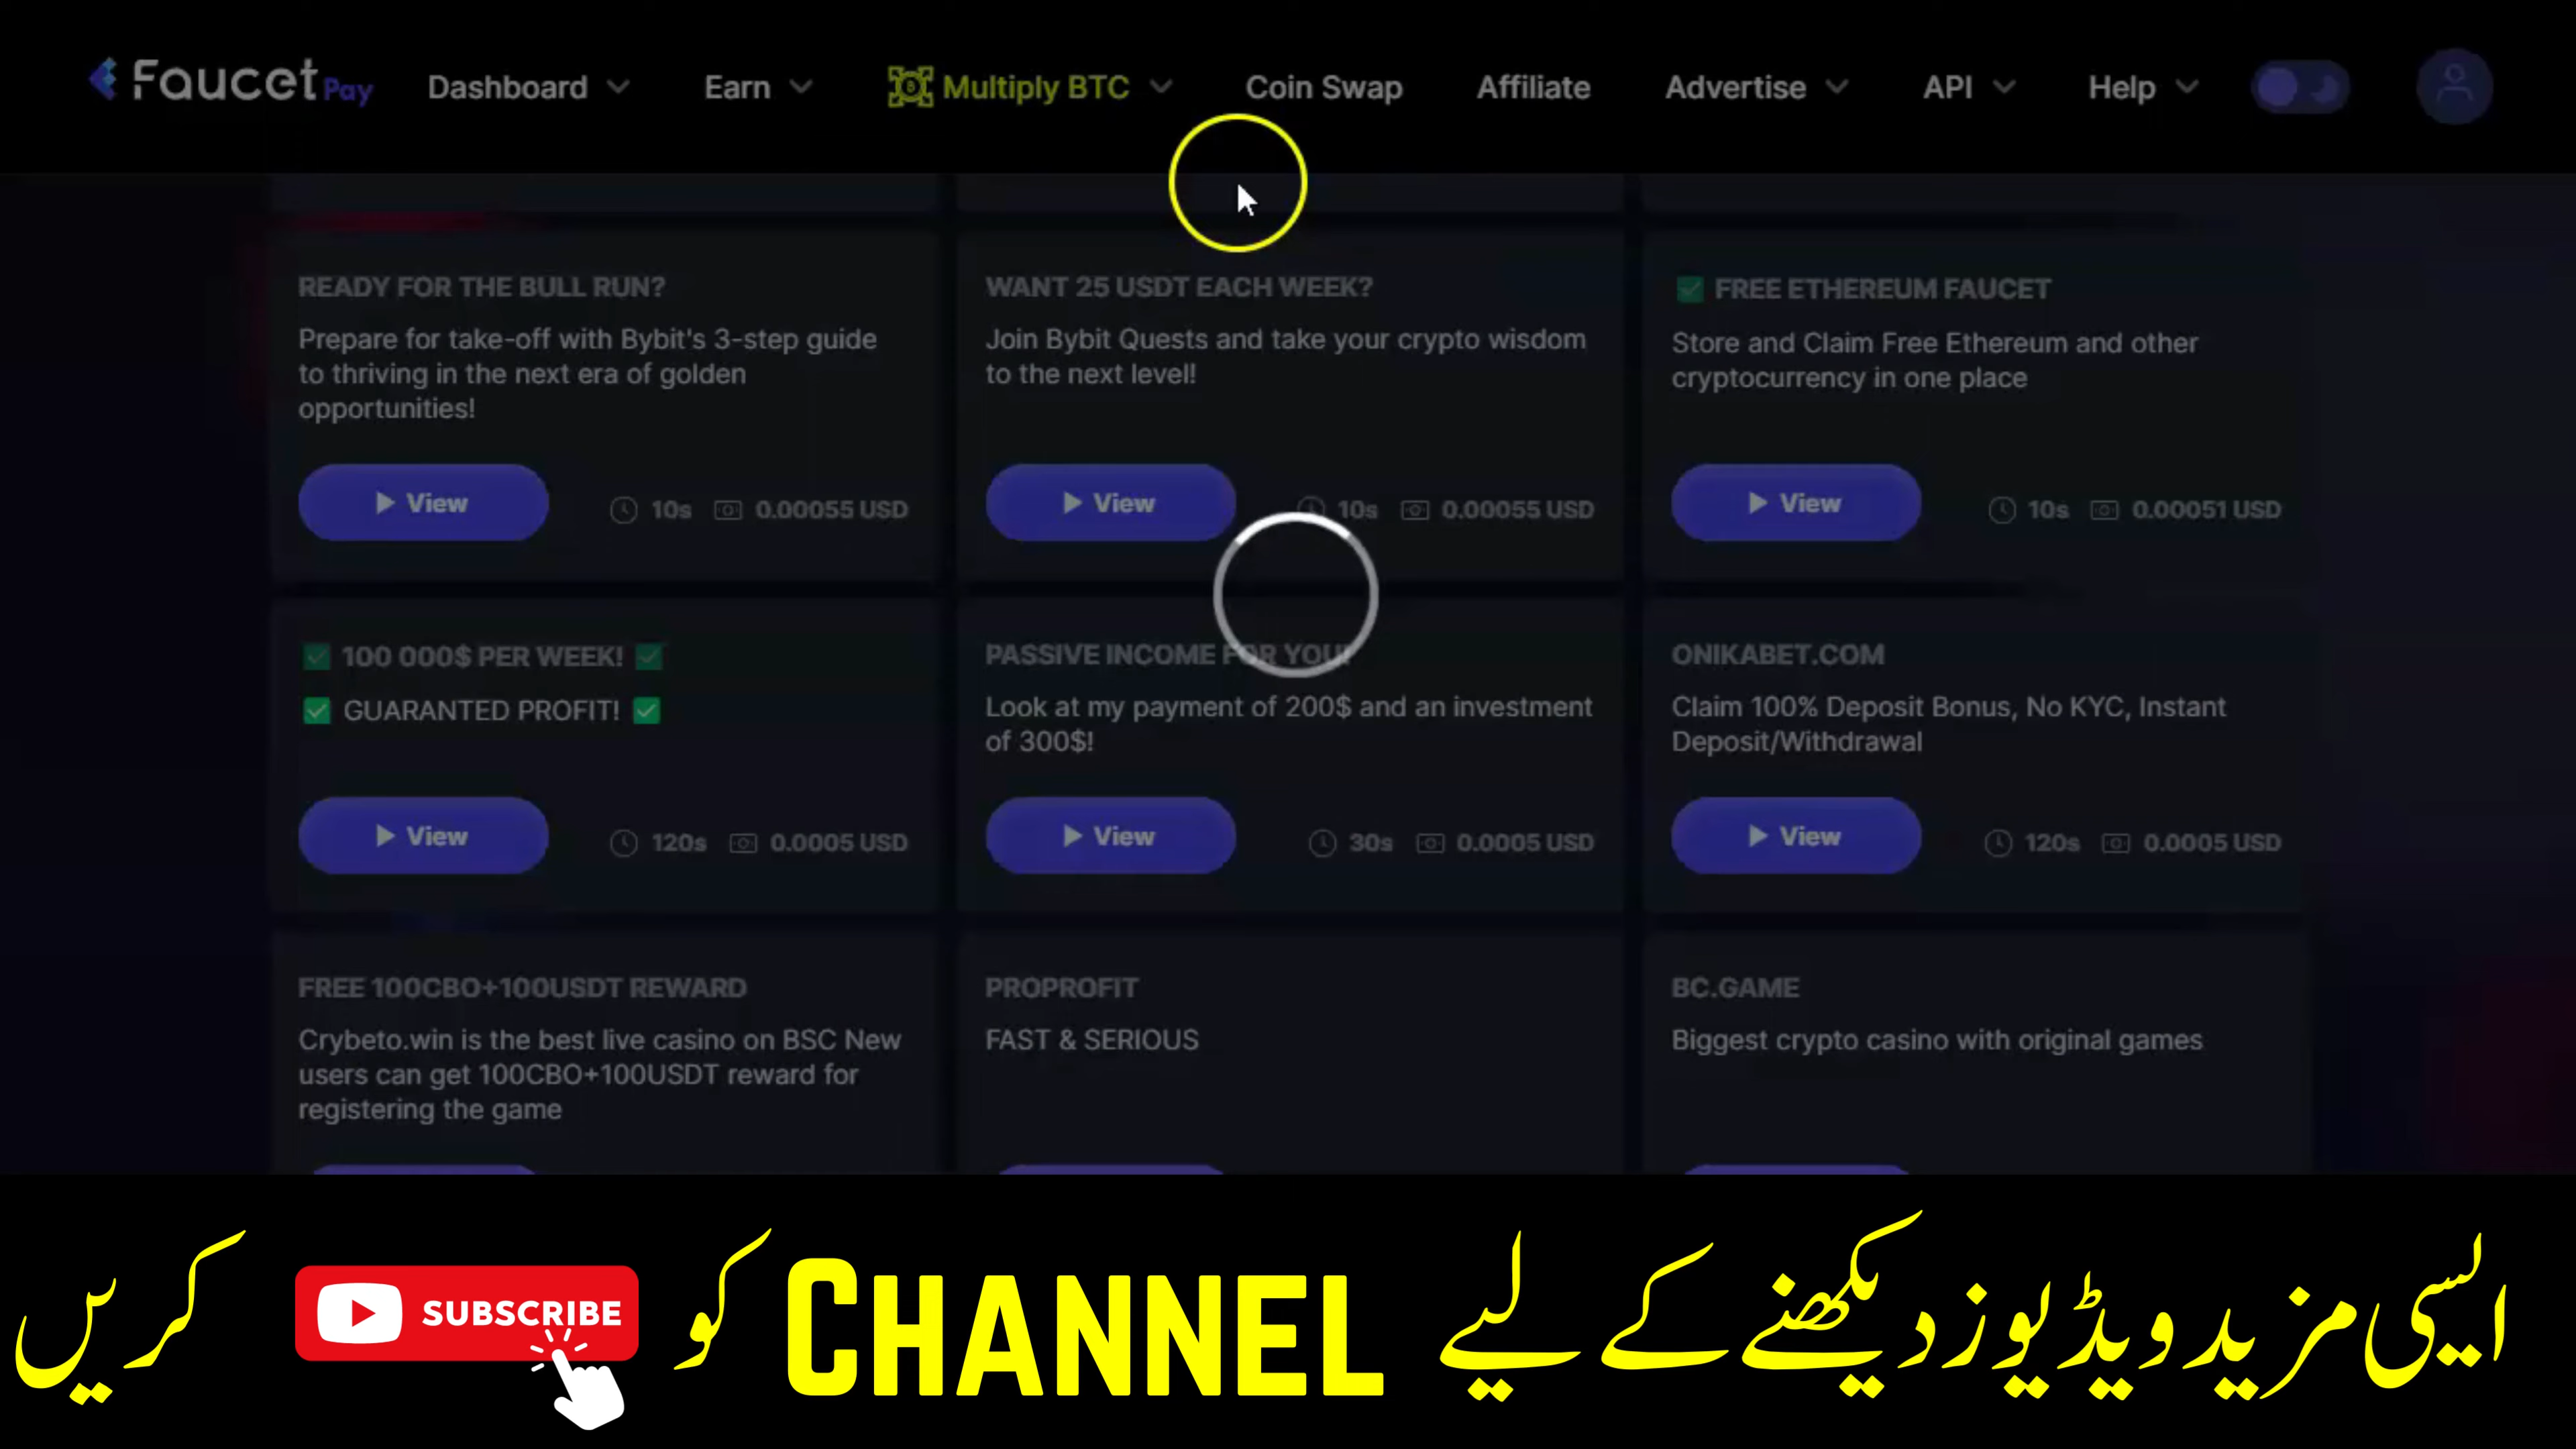 FaucetPay Dashboard Earn Multiply BTC Coin Swap Affiliate Advertise API Help
READY FOR THE BULL RUN?
Prepare for take-off with Bybit's 3-step guide
to thriving in the next era of golden
opportunities!
View 10s 0.00055 USD
WANT 25 USDT EACH WEEK?
Join Bybit Quests and take your crypto wisdom
to the next level!
View 10s 0.00055 USD
FREE ETHEREUM FAUCET
Store and Claim Free Ethereum and other
cryptocurrency in one place
View 10s 0.00051 USD
✅ 100 000$ PER WEEK! ✅
✅ GUARANTED PROFIT! ✅
View 120s 0.0005 USD
PASSIVE INCOME FOR YOU!
Look at my payment of 200$ and an investment
of 300$!
View 30s 0.0005 USD
ONIKABET.COM
Claim 100% Deposit Bonus, No KYC, Instant
Deposit/Withdrawal
View 120s 0.0005 USD
FREE 100CBO+100USDT REWARD
Crybeto.win is the best live casino on BSC New
users can get 100CBO+100USDT reward for
registering the game
PROPROFIT
FAST & SERIOUS
BC.GAME
Biggest crypto casino with original games
ایسی مزید ویڈیوز دیکھنے کے لیے CHANNEL کو SUBSCRIBE کریں